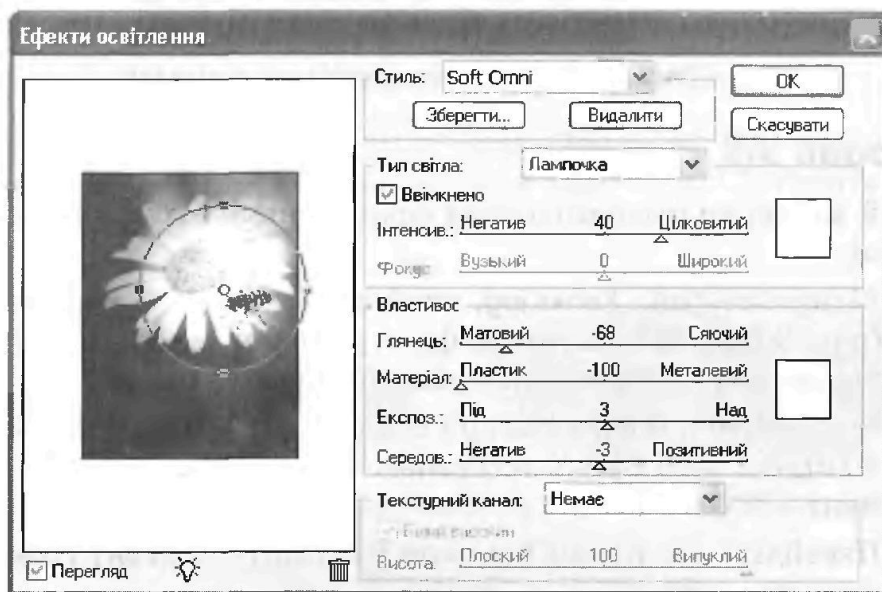 Ефекти освітлення
Стиль: Soft Omni
OK
Зберегти... Видалити
Скасувати
Тип світла: Лампочка
Ввімкнено
Інтенсив.: Негатив 40 Цілковитий
Фокус: Вузький 0 Широкий
Властивос
Глянець: Матовий -68 Сяючий
Матеріал: Пластик -100 Металевий
Експоз.: Під 3 Над
Середов.: Негатив -3 Позитивний
Текстурний канал: Немає
Висота: Плоский 100 Випуклий
Перегляд